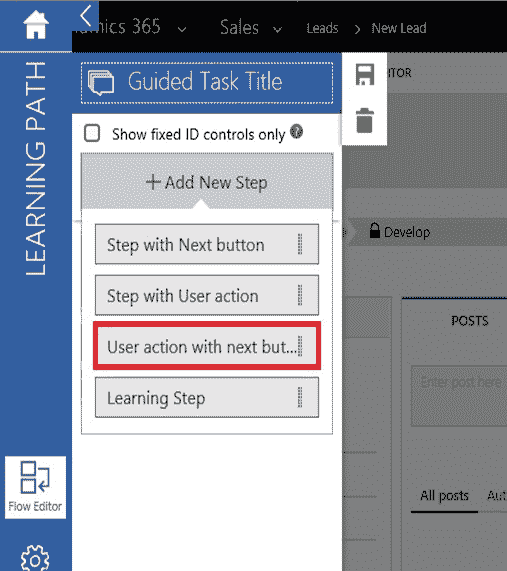 namics 365
Sales
Leads > New Lead
LEARNING PATH
Guided Task Title
ITOR
Show fixed ID controls only ?
+ Add New Step
Step with Next button
Step with User action
User action with next but...
Learning Step
Develop
POSTS
Enter post here
All posts
Aut
Flow Editor